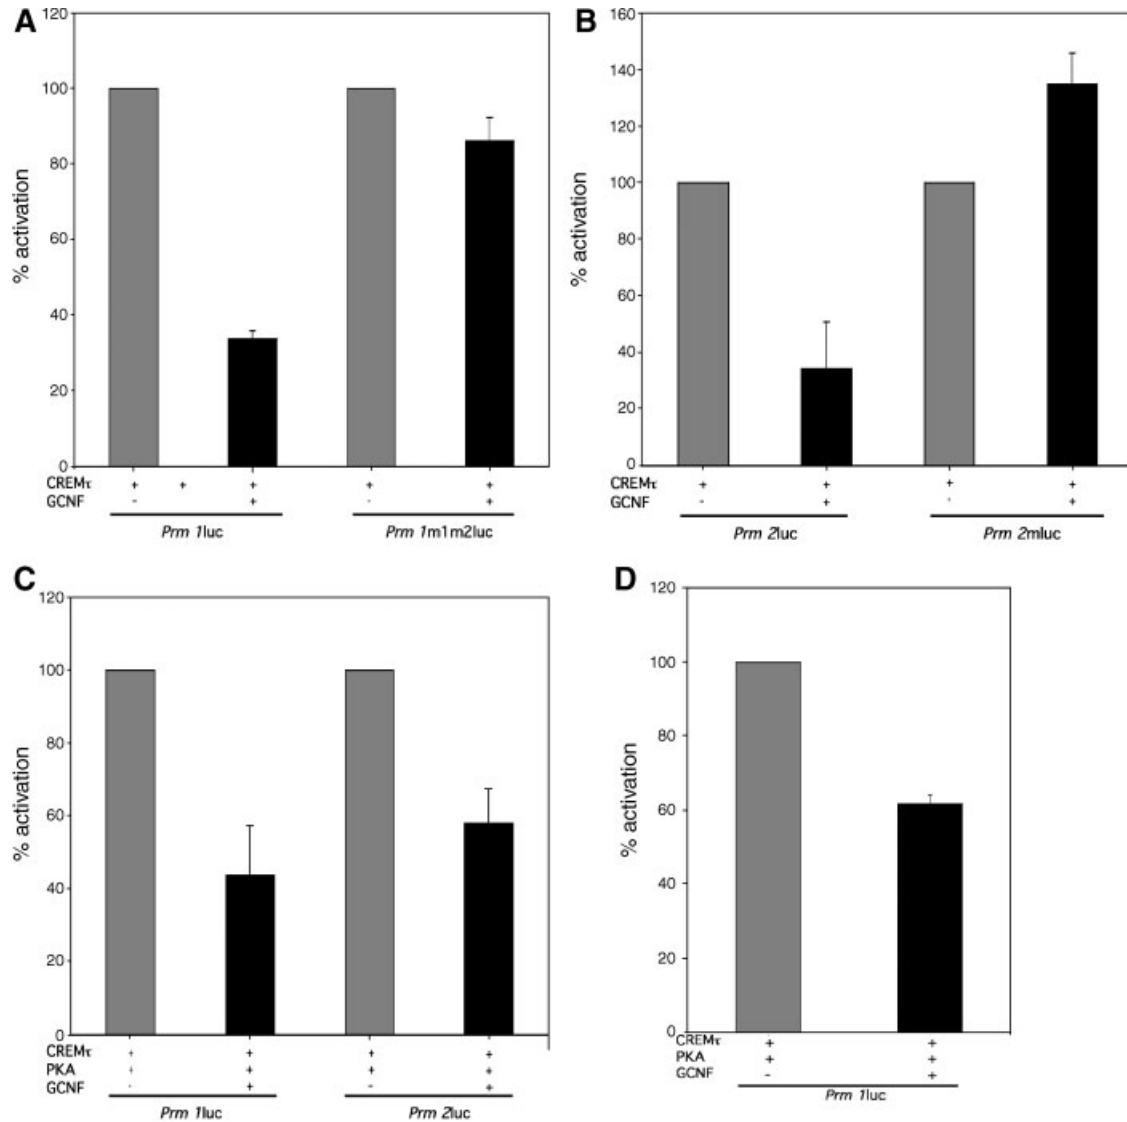 A
120
100
80
60
40
20
0
% activation
CREMτ + + + + +
GCNF - + - +
Prm 1luc Prm 1m1m2luc
B
160
140
120
100
80
60
40
20
0
% activation
CREMτ + + + +
GCNF - + - +
Prm 2luc Prm 2mluc
C
120
100
80
60
40
20
0
% activation
CREMτ + + + +
PKA + + + +
GCNF - + - +
Prm 1luc Prm 2luc
D
120
100
80
60
40
20
0
% activation
CREMτ + +
PKA + +
GCNF - +
Prm 1luc